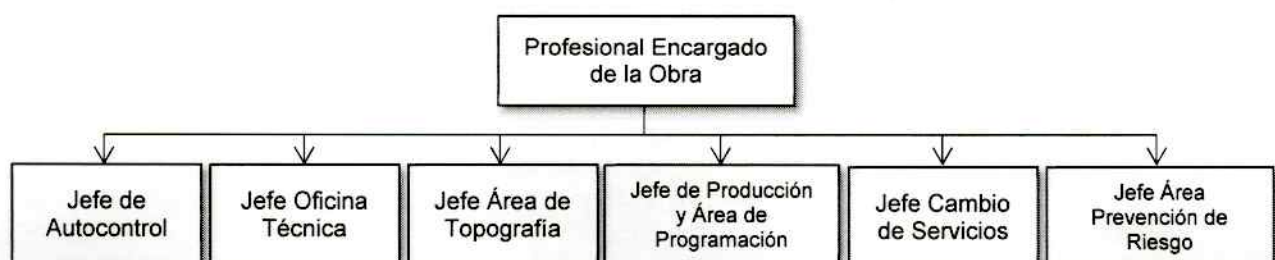 Profesional Encargado
de la Obra
Jefe de
Autocontrol
Jefe Oficina
Técnica
Jefe Área de
Topografía
Jefe de Producción
y Área de
Programación
Jefe Cambio
de Servicios
Jefe Área
Prevención de
Riesgo